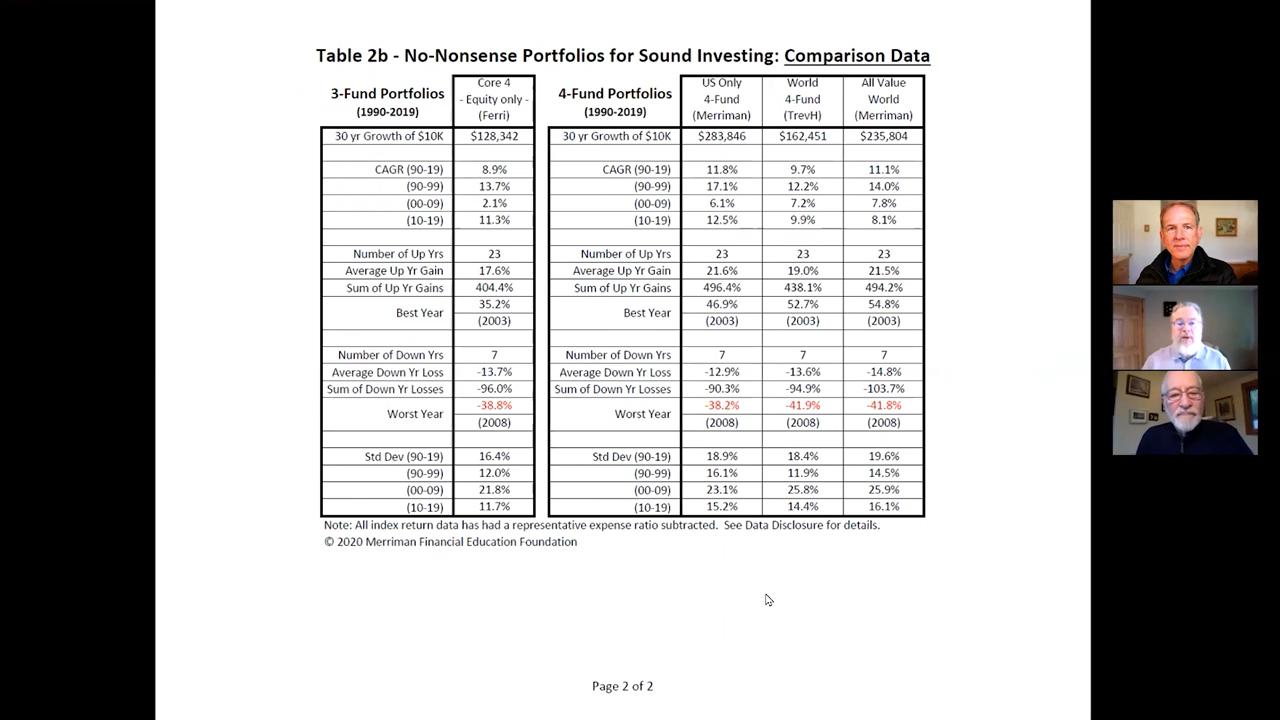 Table 2b - No-Nonsense Portfolios for Sound Investing: Comparison Data
3-Fund Portfolios (1990-2019) | Core 4 - Equity only - (Ferri) | 4-Fund Portfolios (1990-2019) | US Only 4-Fund (Merriman) | World 4-Fund (TrevH) | All Value World (Merriman)
30 yr Growth of $10K $128,342 30 yr Growth of $10K $283,846 $162,451 $235,804
CAGR (90-19) 8.9% CAGR (90-19) 11.8% 9.7% 11.1%
(90-99) 13.7% (90-99) 17.1% 12.2% 14.0%
(00-09) 2.1% (00-09) 6.1% 7.2% 7.8%
(10-19) 11.3% (10-19) 12.5% 9.9% 8.1%
Number of Up Yrs 23 Number of Up Yrs 23 23 23
Average Up Yr Gain 17.6% Average Up Yr Gain 21.6% 19.0% 21.5%
Sum of Up Yr Gains 404.4% Sum of Up Yr Gains 496.4% 438.1% 494.2%
Best Year 35.2% Best Year 46.9% 52.7% 54.8%
(2003) (2003) (2003) (2003)
Number of Down Yrs 7 Number of Down Yrs 7 7 7
Average Down Yr Loss -13.7% Average Down Yr Loss -12.9% -13.6% -14.8%
Sum of Down Yr Losses -96.0% Sum of Down Yr Losses -90.3% -94.9% -103.7%
Worst Year -38.8% Worst Year -38.2% -41.9% -41.8%
(2008) (2008) (2008) (2008)
Std Dev (90-19) 16.4% Std Dev (90-19) 18.9% 18.4% 19.6%
(90-99) 12.0% (90-99) 16.1% 11.9% 14.5%
(00-09) 21.8% (00-09) 23.1% 25.8% 25.9%
(10-19) 11.7% (10-19) 15.2% 14.4% 16.1%
Note: All index return data has had a representative expense ratio subtracted. See Data Disclosure for details.
© 2020 Merriman Financial Education Foundation
Page 2 of 2